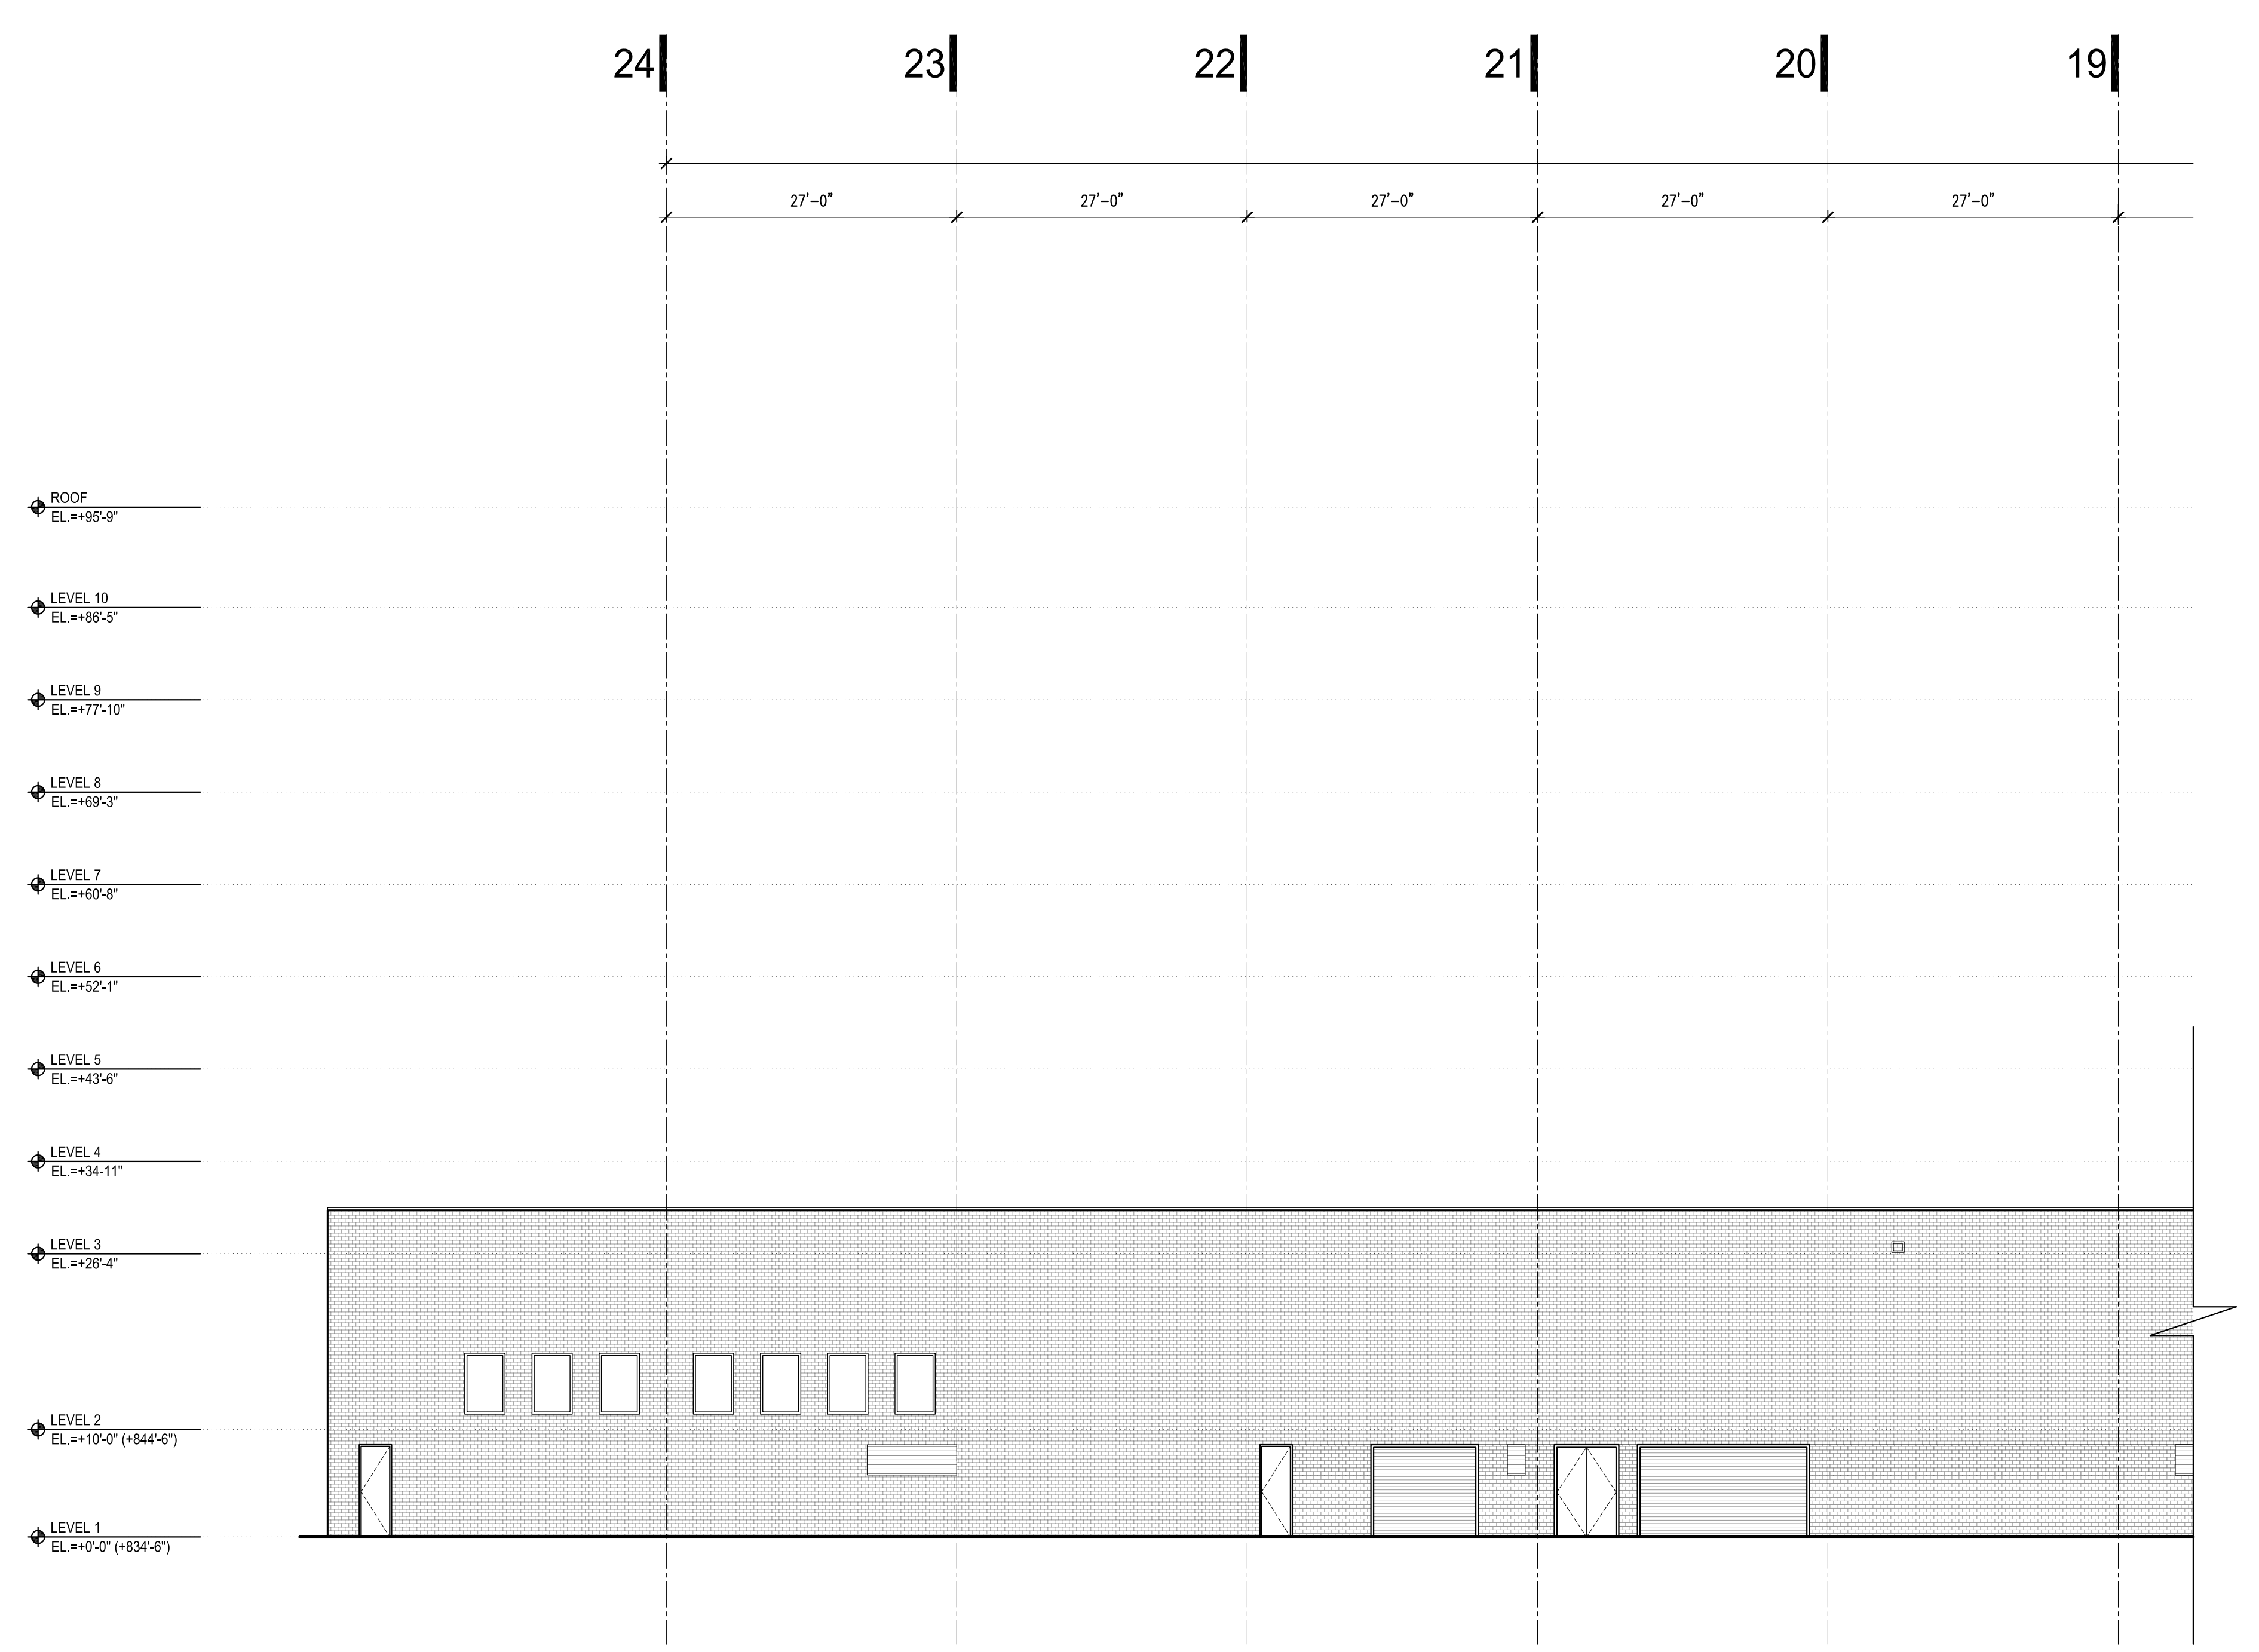 24 23 22 21 20 19
27'-0" 27'-0" 27'-0" 27'-0" 27'-0"
ROOF
EL.=+95'-9"
LEVEL 10
EL.=+86'-5"
LEVEL 9
EL.=+77'-10"
LEVEL 8
EL.=+69'-3"
LEVEL 7
EL.=+60'-8"
LEVEL 6
EL.=+52'-1"
LEVEL 5
EL.=+43'-6"
LEVEL 4
EL.=+34-11"
LEVEL 3
EL.=+26'-4"
LEVEL 2
EL.=+10'-0" (+844'-6")
LEVEL 1
EL.=+0'-0" (+834'-6")